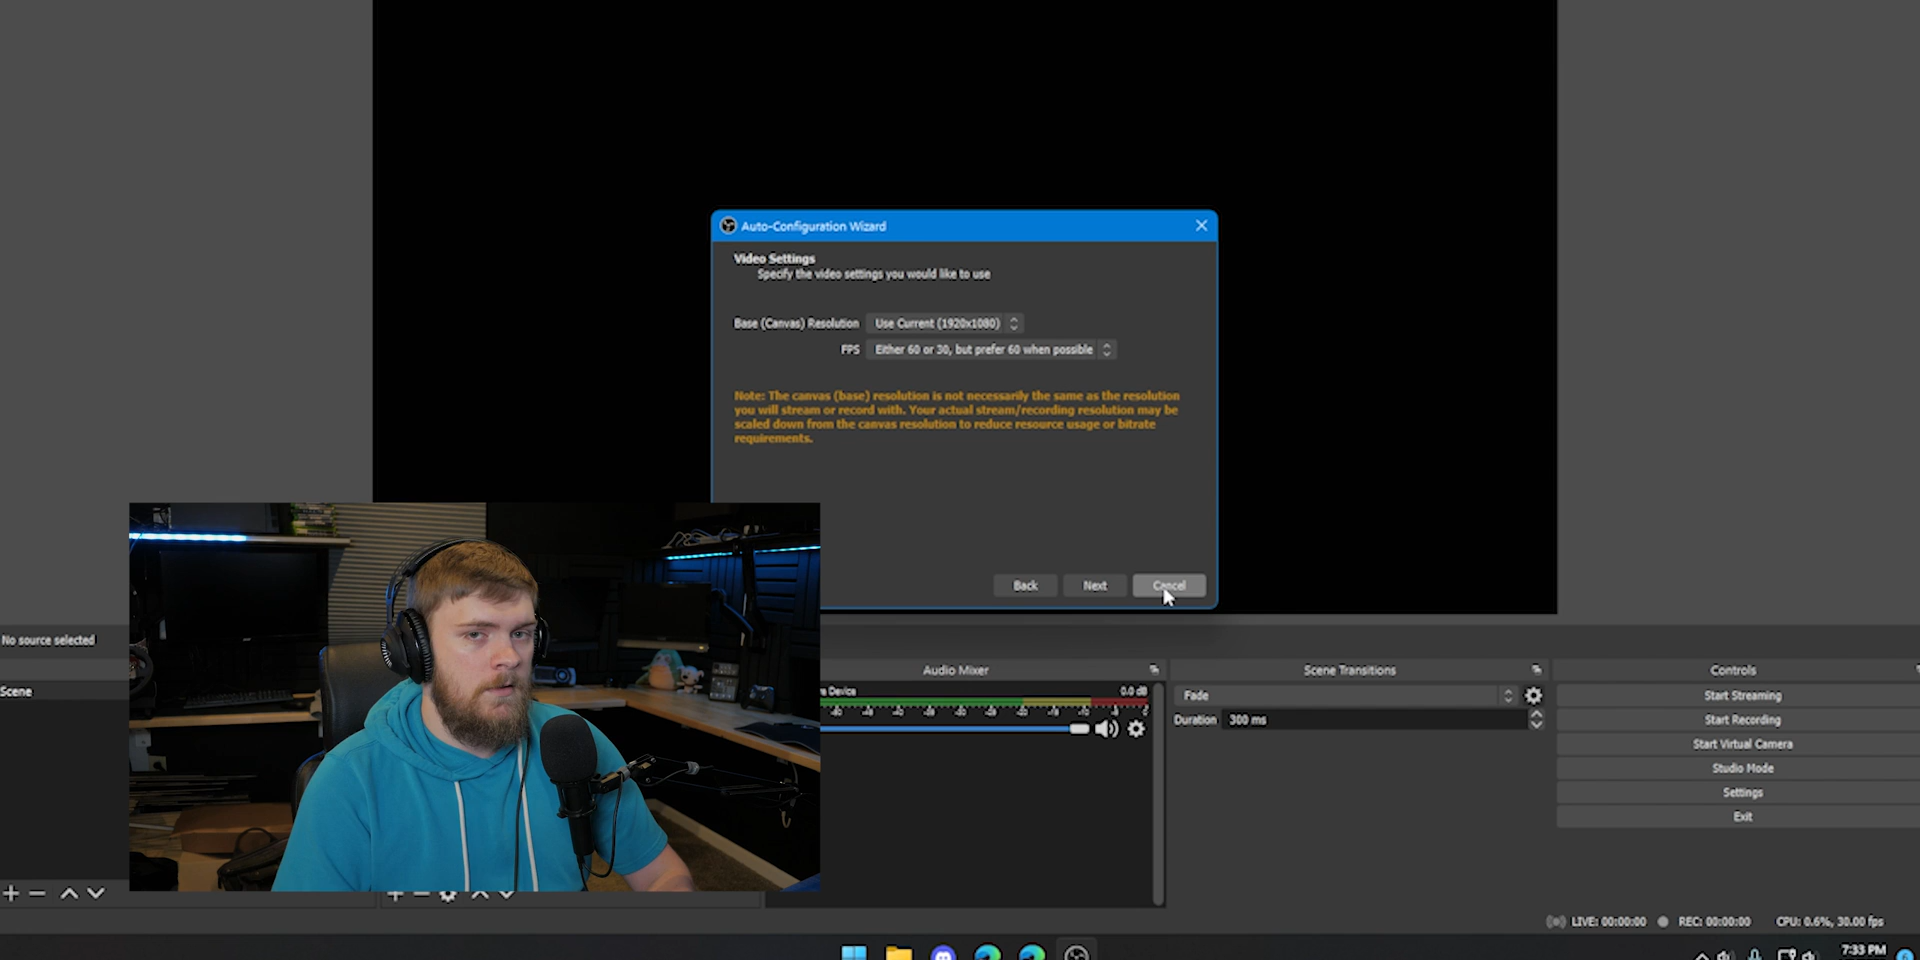 Auto-Configuration Wizard
Video Settings
Specify the video settings you would like to use
Base (Canvas) Resolution Use Current (1920x1080)
FPS Either 60 or 30, but prefer 60 when possible
Note: The canvas (base) resolution is not necessarily the same as the resolution
you will stream or record with. Your actual stream/recording resolution may be
scaled down from the canvas resolution to reduce resource usage or bitrate
requirements.
Back Next Cancel
No source selected
Scene
Audio Mixer
Device
0.0 dB
Scene Transitions
Fade
Duration 300 ms
Controls
Start Streaming
Start Recording
Start Virtual Camera
Studio Mode
Settings
Exit
LIVE: 00:00:00 REC: 00:00:00 CPU: 0.6%, 30.00 fps
7:33 PM